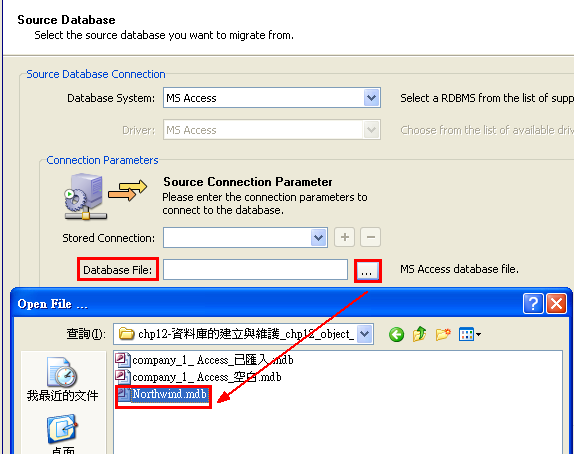 Source Database
Select the source database you want to migrate from.
Source Database Connection
Database System: MS Access Select a RDBMS from the list of supp
Driver: MS Access Choose from the list of available driv
Connection Parameters
Source Connection Parameter
Please enter the connection parameters to
connect to the database.
Stored Connection: + −
Database File: ... MS Access database file.
Open File ...
查詢(I): chp12-資料庫的建立與維護_chp12_object_
company_1_ Access_已匯入.mdb
company_1_ Access_空白.mdb
Northwind.mdb
我最近的文件
桌面